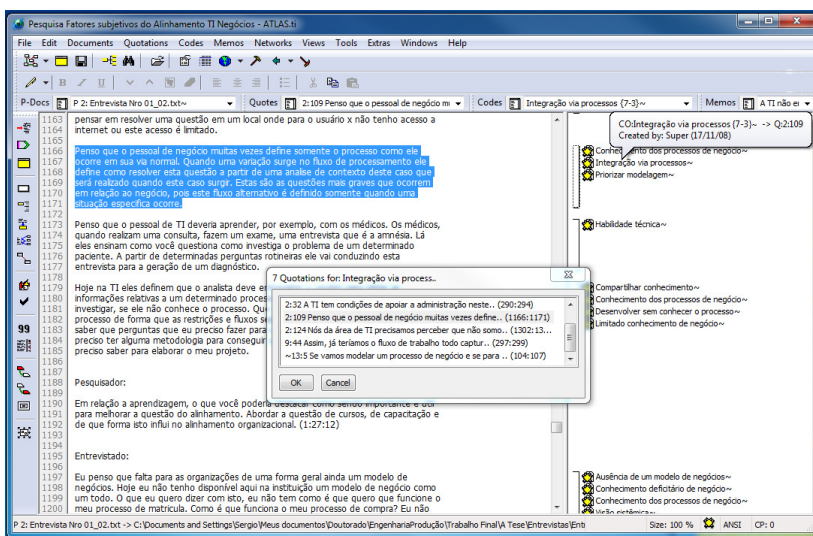 Pesquisa Fatores subjetivos do Alinhamento TI Negócios - ATLAS.ti
File Edit Documents Quotations Codes Memos Networks Views Tools Extras Windows Help
P-Docs P 2: Entrevista Nro 01_02.txt~ Quotes 2:109 Penso que o pessoal de negócio m Codes Integração via processos {7-3}~ Memos A TI não e
CO:Integração via processos {7-3}~ -> Q:2:109
Created by: Super (17/11/08)
1163 pensar em resolver uma questão em um local onde para o usuário x não tenho acesso a
1164 internet ou este acesso é limitado.
1165
1166 Penso que o pessoal de negócio muitas vezes define somente o processo como ele
1167 ocorre em sua via normal. Quando uma variação surge no fluxo de processamento ele
1168 define como resolver esta questão a partir de uma analise de contexto deste caso que
1169 será realizado quando este caso surgir. Estas são as questões mais graves que ocorrem
1170 em relação ao negócio, pois este fluxo alternativo é definido somente quando uma
1171 situação especifica ocorre.
1172
Conhecimento dos processos de negócio~
Integração via processos~
Priorizar modelagem~
1173 Penso que o pessoal de TI deveria aprender, por exemplo, com os médicos. Os médicos,
1174 quando realizam uma consulta, fazem um exame, uma entrevista que é a amnésia. Lá
1175 eles ensinam como você questiona como investiga o problema de um determinado
1176 paciente. A partir de determinadas perguntas rotineiras ele vai conduzindo esta
1177 entrevista para a geração de um diagnóstico.
1178
Habilidade técnica~
1179 Hoje na TI eles definem que o analista deve
1180 informações relativas a um determinado proces
1181 investigar, se ele não conhece o processo. Qu
1182 processo de forma que as restrições e fluxos s
1183 saber que perguntas que eu preciso fazer para
1184 preciso ter alguma metodologia para conseguir
1185 preciso saber para elaborar o meu projeto.
1186
1187
Compartilhar conhecimento~
Conhecimento dos processos de negócio~
Desenvolver sem conhecer o processo~
Limitado conhecimento de negócio~
7 Quotations for: Integração via process..
2:32 A TI tem condições de apoiar a administração neste.. (290:294)
2:109 Penso que o pessoal de negócio muitas vezes define.. (1166:1171)
2:124 Nós da área de TI precisamos perceber que não somo.. (1302:13...
9:44 Assim, já teríamos o fluxo de trabalho todo captur.. (297:299)
~13:5 Se vamos modelar um processo de negócio e se para .. (104:107)
OK Cancel
1188 Pesquisador:
1189
1190 Em relação a aprendizagem, o que você poderia destacar como sendo importante e útil
1191 para melhorar a questão do alinhamento. Abordar a questão de cursos, de capacitação e
1192 de que forma isto influi no alinhamento organizacional. (1:27:12)
1193
1194
1195 Entrevistado:
1196
1197 Eu penso que falta para as organizações de uma forma geral ainda um modelo de
1198 negócios. Hoje eu não tenho disponível aqui na instituição um modelo de negócio como
1199 um todo. O que eu quero dizer com isto, eu não tem como é que quero que funcione o
1200 meu processo de matricula. Como é que funciona o meu processo de compra? Eu não
Ausência de um modelo de negócios~
Conhecimento deficitário de negócio~
Conhecimento dos processos de negócio~
Visão sistêmica~
P 2: Entrevista Nro 01_02.txt -> C:\Documents and Settings\Sergio\Meus documentos\Doutorado\EngenhariaProdução\Trabalho Final\A Tese\Entrevistas\Ent Size: 100 % ANSI CP: 0